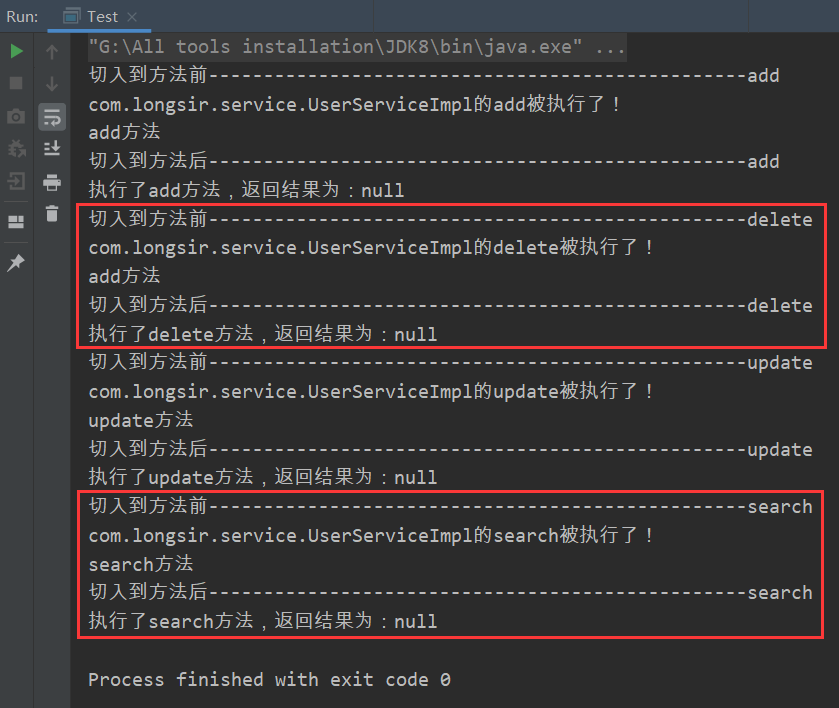 Run: Test
"G:\All tools installation\JDK8\bin\java.exe" ...
切入到方法前-------------------------------------------------add
com.longsir.service.UserServiceImpl的add被执行了！
add方法
切入到方法后-------------------------------------------------add
执行了add方法，返回结果为：null
切入到方法前-------------------------------------------------delete
com.longsir.service.UserServiceImpl的delete被执行了！
add方法
切入到方法后-------------------------------------------------delete
执行了delete方法，返回结果为：null
切入到方法前-------------------------------------------------update
com.longsir.service.UserServiceImpl的update被执行了！
update方法
切入到方法后-------------------------------------------------update
执行了update方法，返回结果为：null
切入到方法前-------------------------------------------------search
com.longsir.service.UserServiceImpl的search被执行了！
search方法
切入到方法后-------------------------------------------------search
执行了search方法，返回结果为：null
Process finished with exit code 0